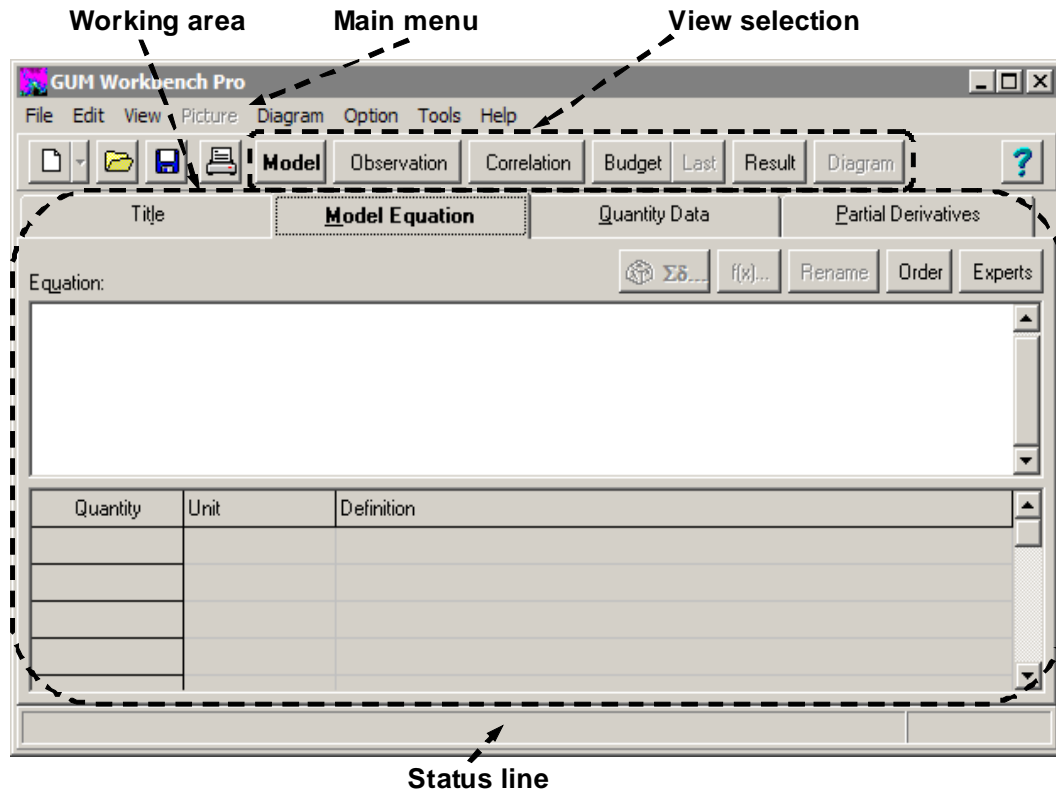 Working area Main menu View selection
GUM Workbench Pro
File Edit View Picture Diagram Option Tools Help
Model Observation Correlation Budget Last Result Diagram ?
Title Model Equation Quantity Data Partial Derivatives
Equation: Σδ... f(x)... Rename Order Experts
Quantity Unit Definition
Status line